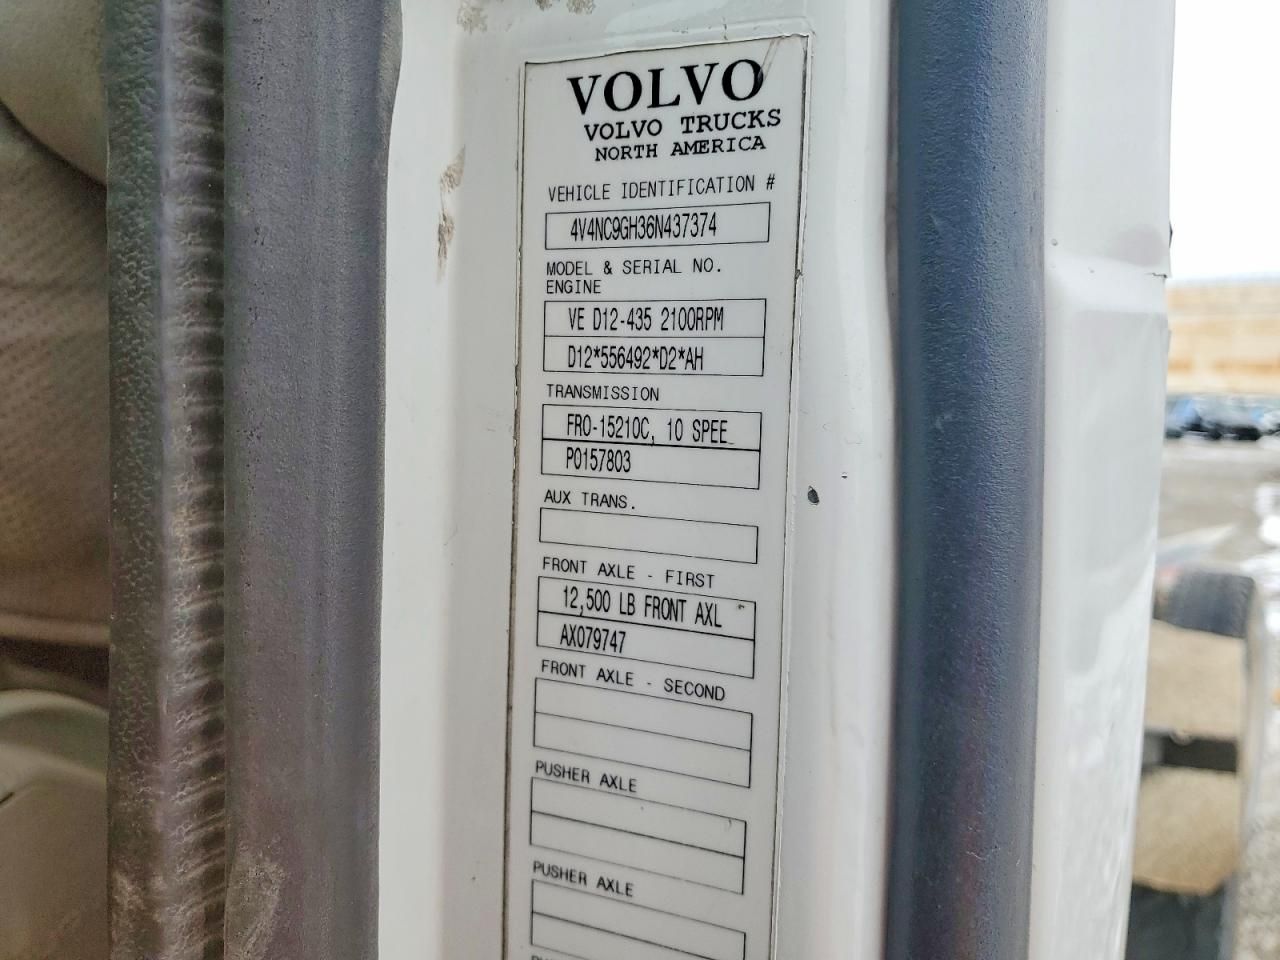 VOLVO
VOLVO TRUCKS
NORTH AMERICA
VEHICLE IDENTIFICATION #
4V4NC9GH36N437374
MODEL & SERIAL NO.
ENGINE
VE D12-435 2100RPM
D12*556492*D2*AH
TRANSMISSION
FRO-15210C, 10 SPEE
P0157803
AUX TRANS.
FRONT AXLE - FIRST
12,500 LB FRONT AXL
AX079747
FRONT AXLE - SECOND
PUSHER AXLE
PUSHER AXLE